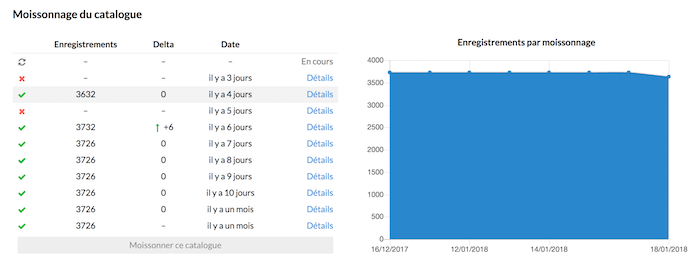 Moissonnage du catalogue
Enregistrements Delta Date
– – – En cours
– – il y a 3 jours Détails
3632 0 il y a 4 jours Détails
– – il y a 5 jours Détails
3732 ↑ +6 il y a 6 jours Détails
3726 0 il y a 7 jours Détails
3726 0 il y a 8 jours Détails
3726 0 il y a 9 jours Détails
3726 0 il y a 10 jours Détails
3726 0 il y a un mois Détails
3726 – il y a un mois Détails
Moissonner ce catalogue
Enregistrements par moissonnage
4000
3500
3000
2500
2000
1500
1000
500
0
16/12/2017 12/01/2018 14/01/2018 18/01/2018